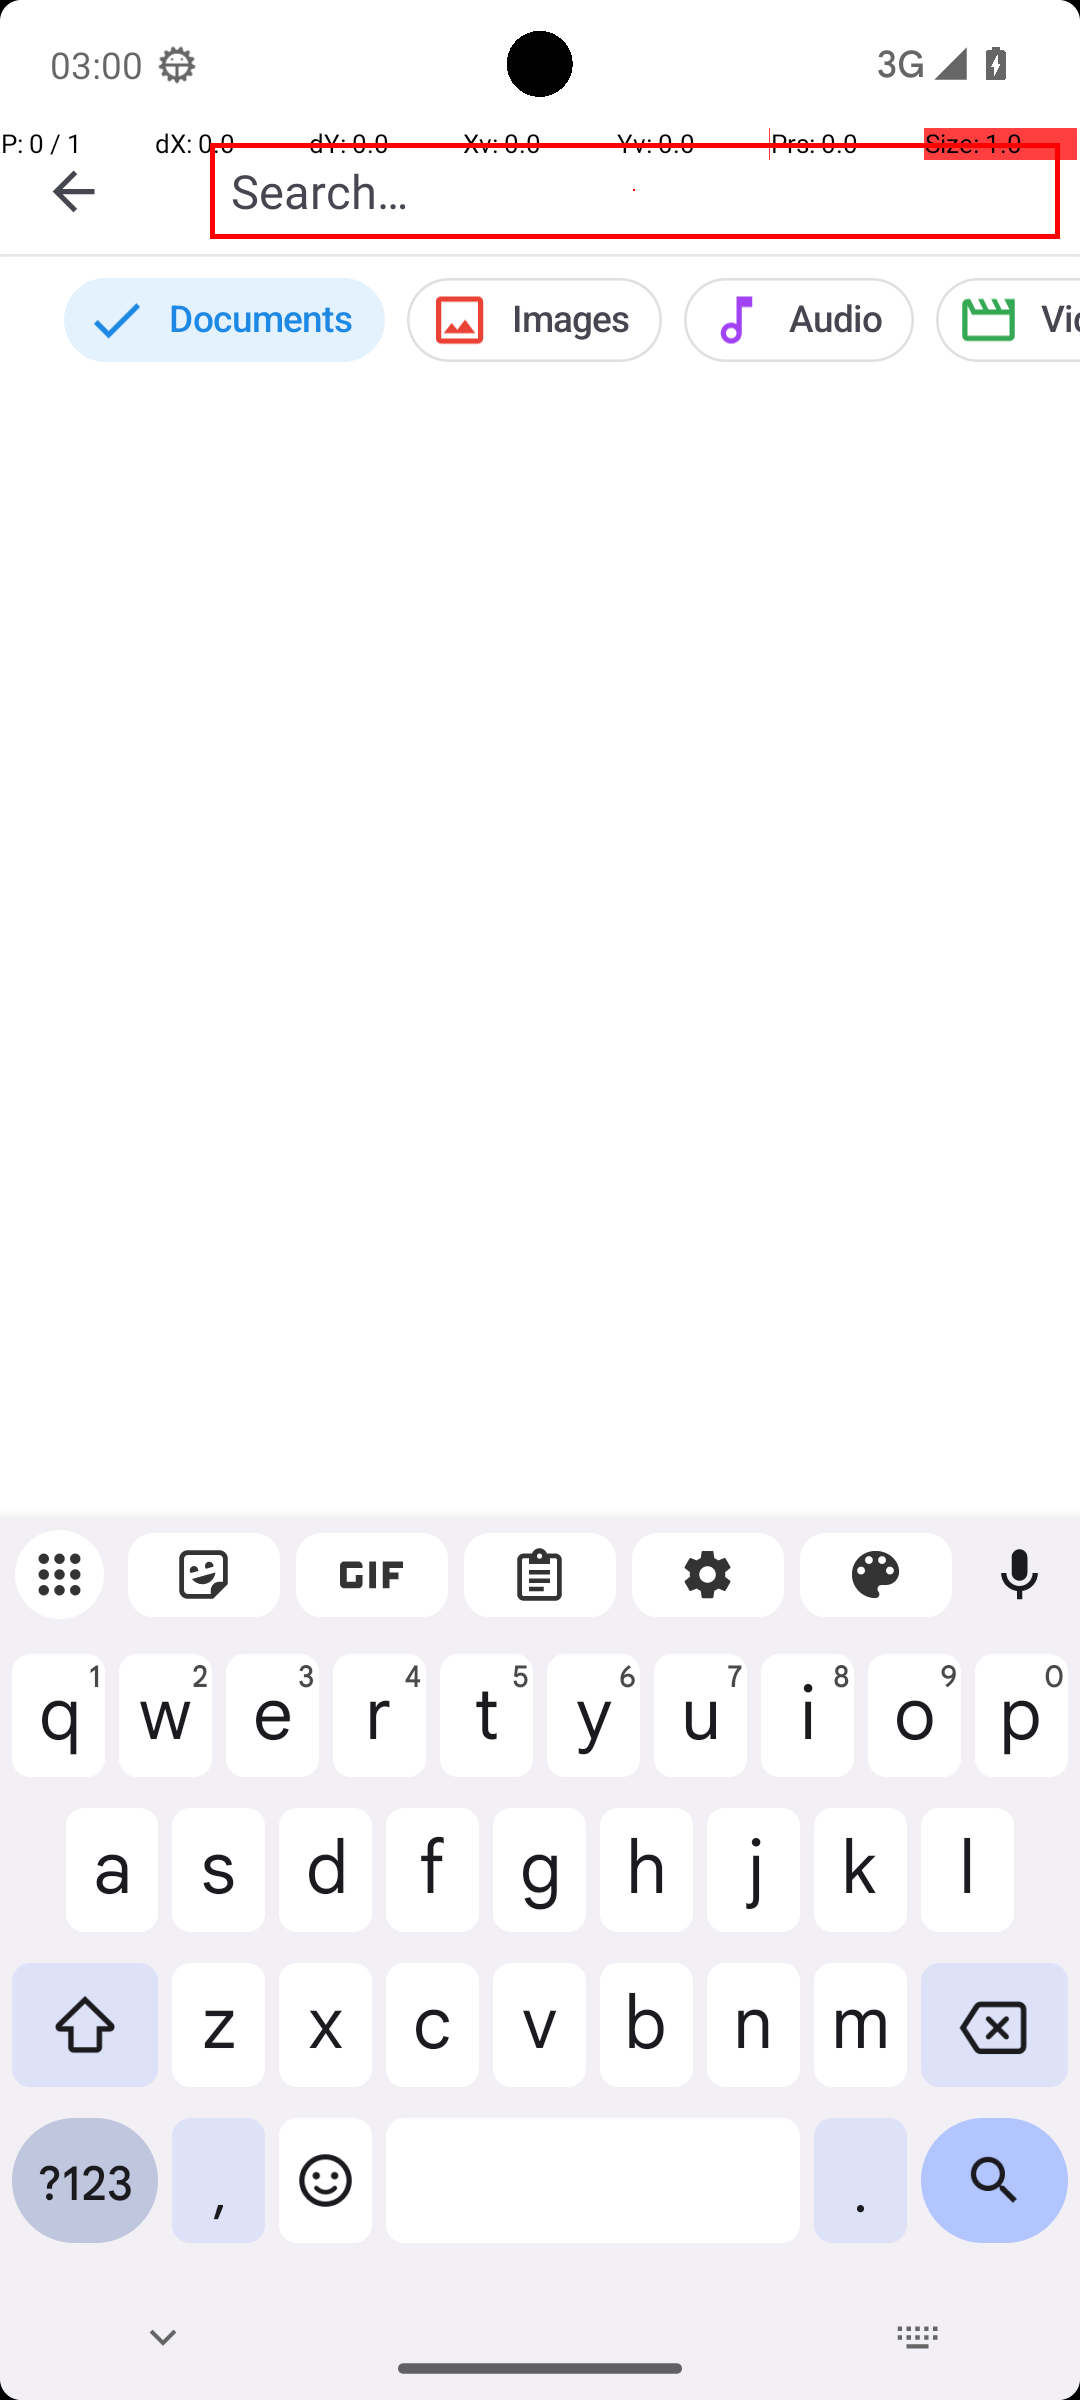 03:00 3G
P: 0 / 1 dX: 0.0 dY: 0.0 Xv: 0.0 Yv: 0.0 Prs: 0.0 Size: 1.0
Search...
Documents Images Audio Vid
GIF
q 1 w 2 e 3 r 4 t 5 y 6 u 7 i 8 o 9 p 0
a s d f g h j k l
z x c v b n m
?123 , .